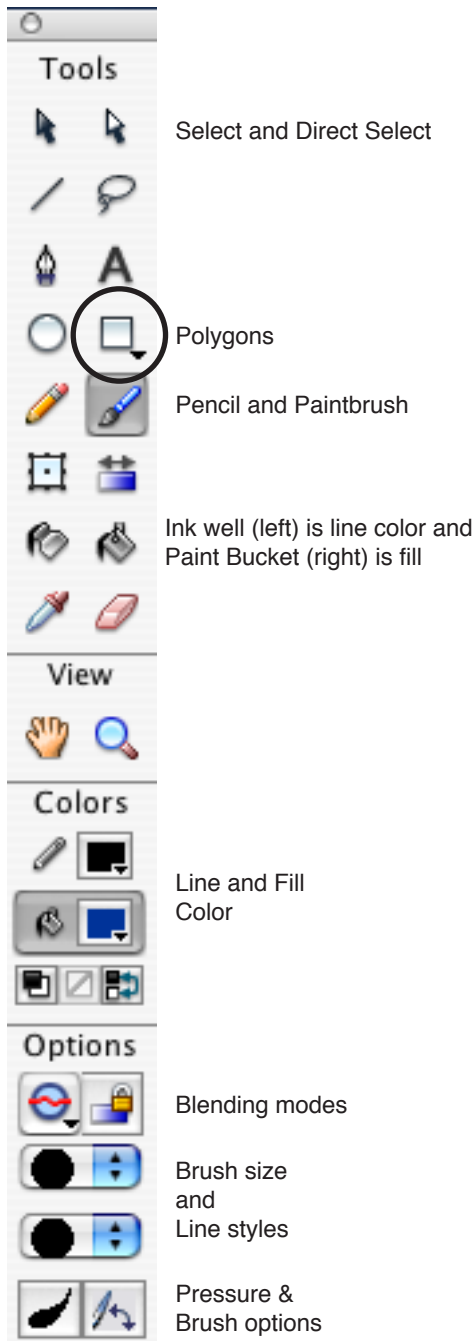 Tools
Select and Direct Select
A
Polygons
Pencil and Paintbrush
Ink well (left) is line color and
Paint Bucket (right) is fill
View
Colors
Line and Fill
Color
Options
Blending modes
Brush size
and
Line styles
Pressure &
Brush options